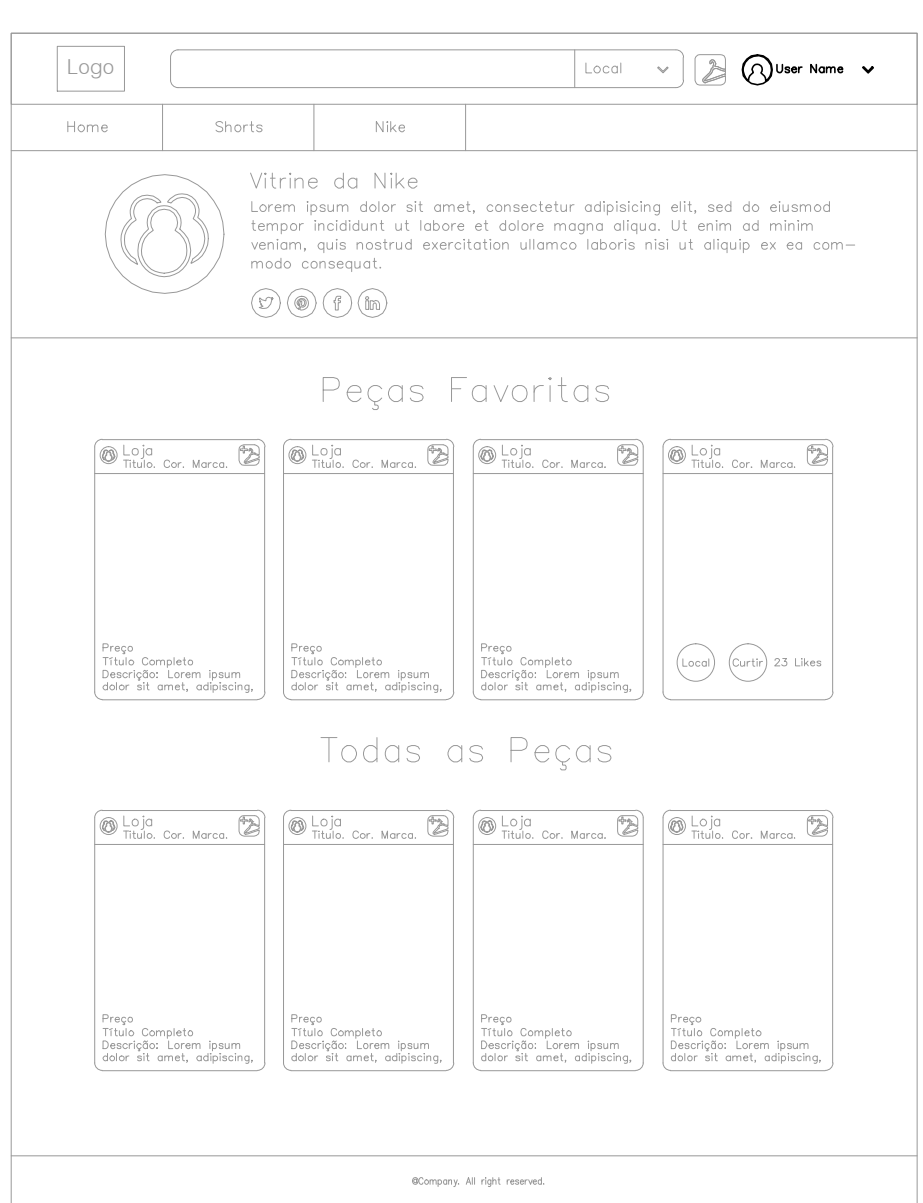 Logo
Local
User Name
Home
Shorts
Nike
Vitrine da Nike
Lorem ipsum dolor sit amet, consectetur adipisicing elit, sed do eiusmod
tempor incididunt ut labore et dolore magna aliqua. Ut enim ad minim
veniam, quis nostrud exercitation ullamco laboris nisi ut aliquip ex ea com-
modo consequat.
f in
Peças Favoritas
Loja
Titulo. Cor. Marca.
Preço
Título Completo
Descrição: Lorem ipsum
dolor sit amet, adipiscing,
Loja
Titulo. Cor. Marca.
Preço
Título Completo
Descrição: Lorem ipsum
dolor sit amet, adipiscing,
Loja
Titulo. Cor. Marca.
Preço
Título Completo
Descrição: Lorem ipsum
dolor sit amet, adipiscing,
Loja
Titulo. Cor. Marca.
Local
Curtir
23 Likes
Todas as Peças
Loja
Titulo. Cor. Marca.
Preço
Título Completo
Descrição: Lorem ipsum
dolor sit amet, adipiscing,
Loja
Titulo. Cor. Marca.
Preço
Título Completo
Descrição: Lorem ipsum
dolor sit amet, adipiscing,
Loja
Titulo. Cor. Marca.
Preço
Título Completo
Descrição: Lorem ipsum
dolor sit amet, adipiscing,
Loja
Titulo. Cor. Marca.
Preço
Título Completo
Descrição: Lorem ipsum
dolor sit amet, adipiscing,
@Company. All right reserved.